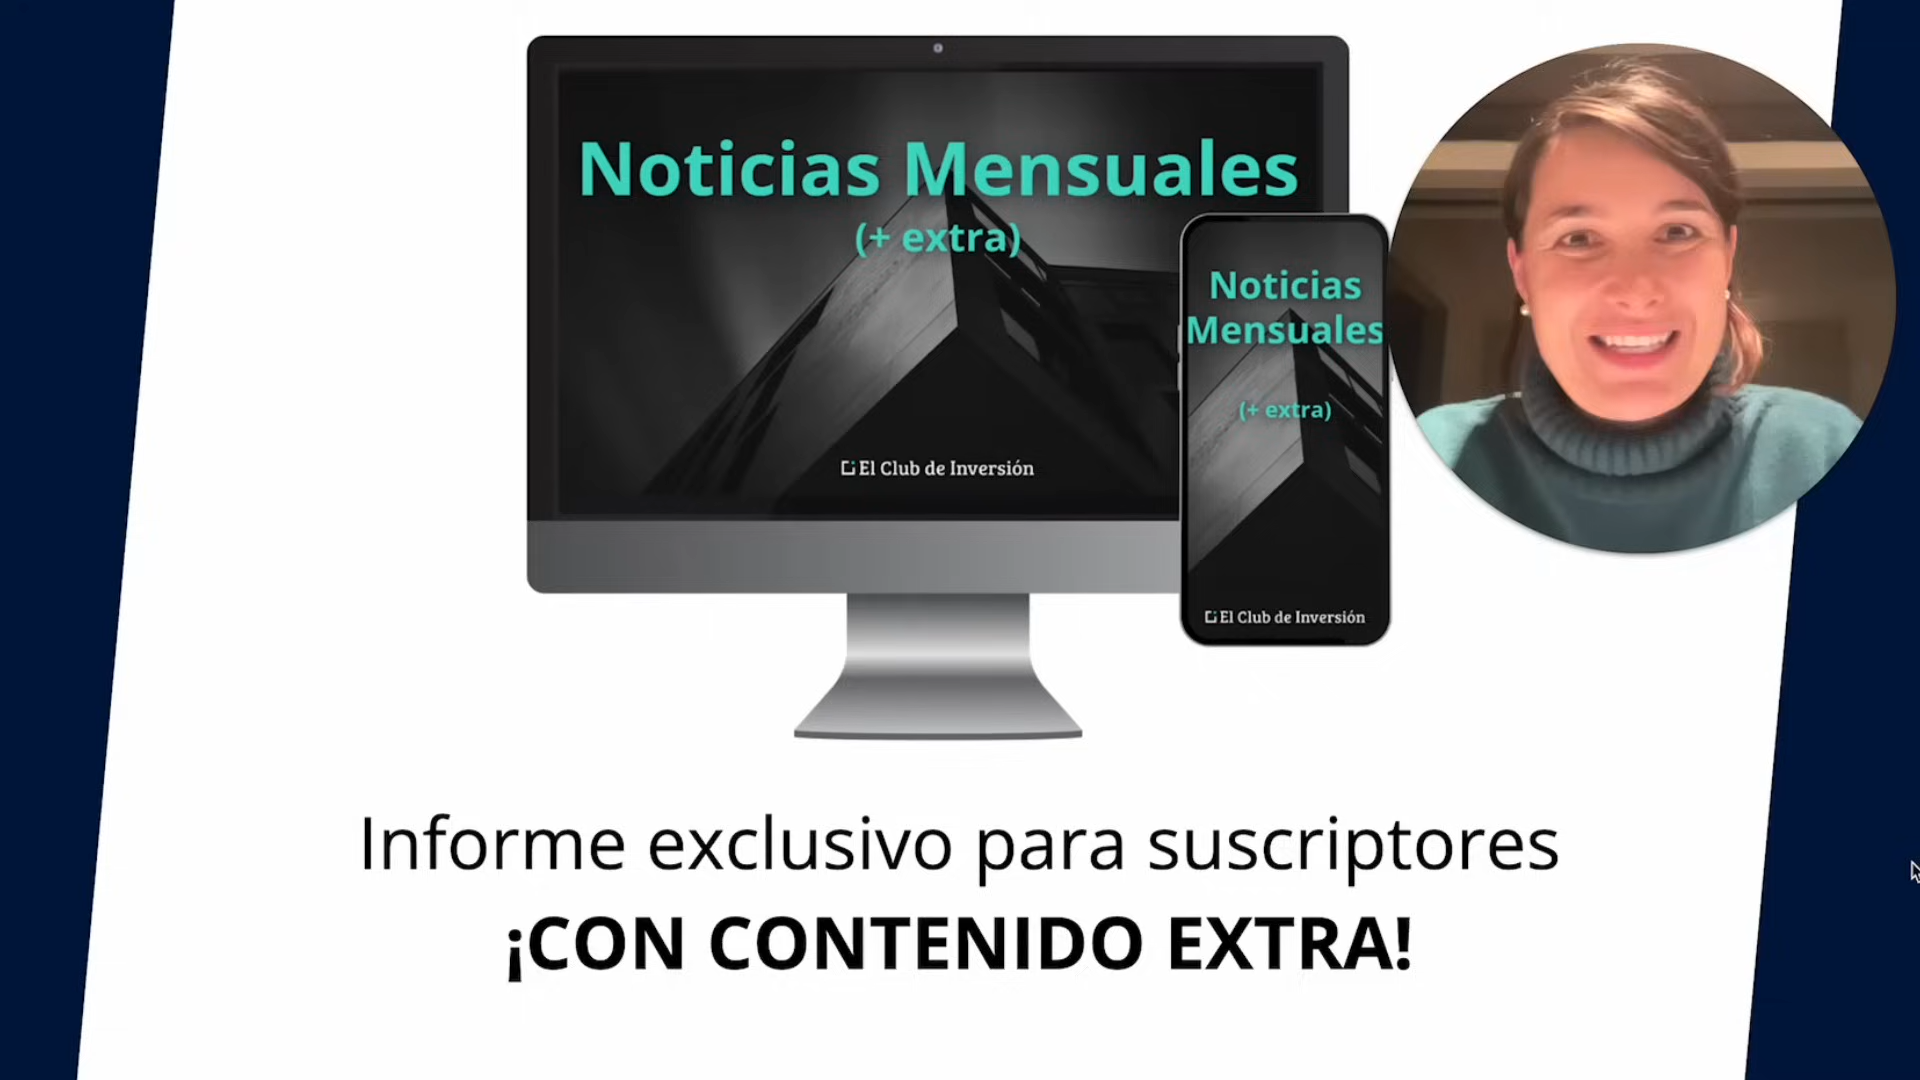 Noticias Mensuales
(+ extra)
El Club de Inversión
Noticias
Mensuales
(+ extra)
El Club de Inversión
Informe exclusivo para suscriptores
¡CON CONTENIDO EXTRA!